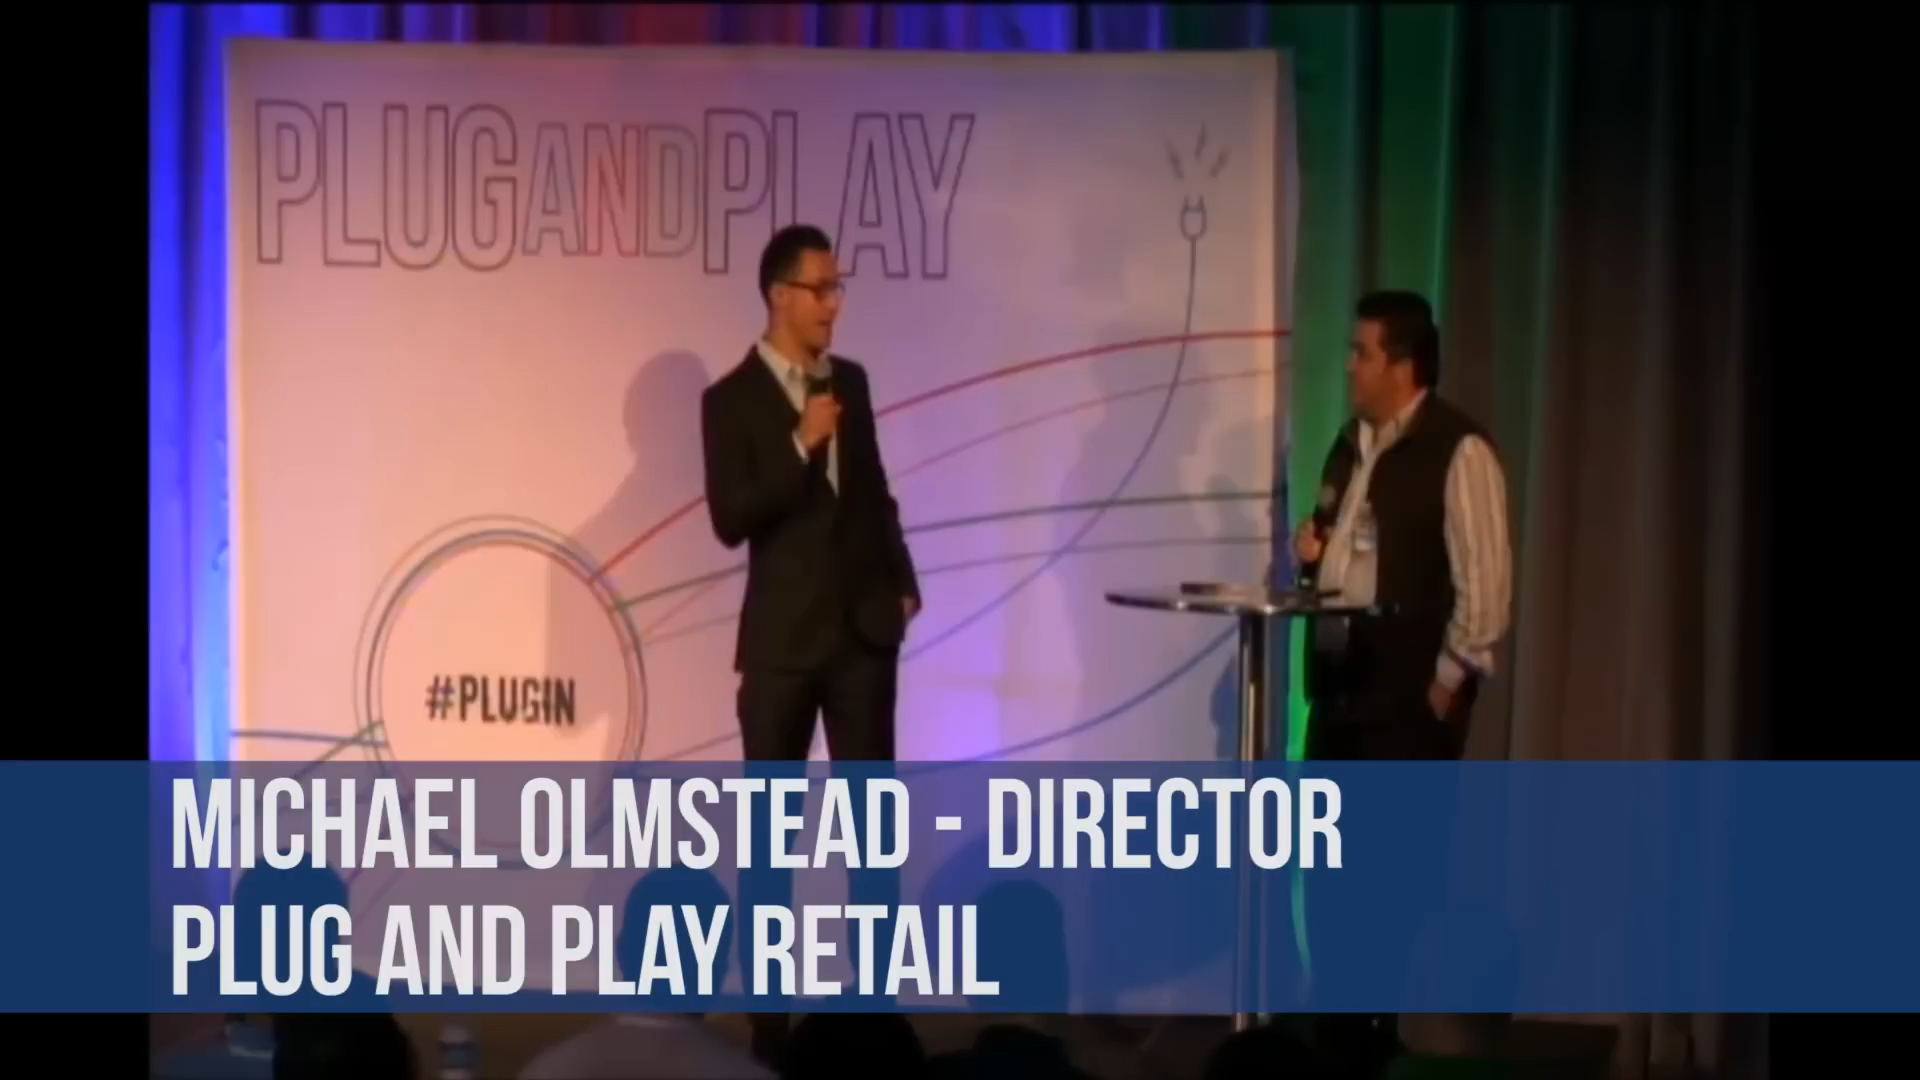 PLUGANDPLAY
#PLUGIN
MICHAEL OLMSTEAD - DIRECTOR
PLUG AND PLAY RETAIL